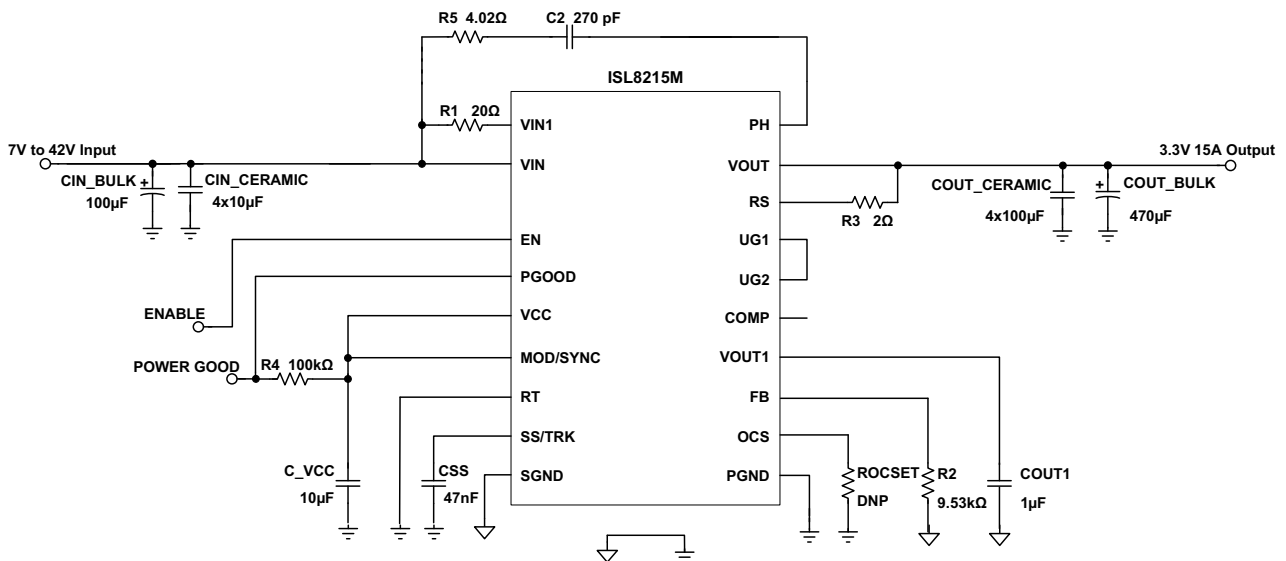 R5 4.02Ω
C2 270 pF
ISL8215M
R1 20Ω
VIN1
PH
7V to 42V Input
VIN
VOUT
3.3V 15A Output
CIN_BULK
+
100µF
CIN_CERAMIC
4x10µF
RS
R3 2Ω
COUT_CERAMIC
4x100µF
+
COUT_BULK
470µF
EN
UG1
PGOOD
UG2
ENABLE
VCC
COMP
POWER GOOD
R4 100kΩ
MOD/SYNC
VOUT1
RT
FB
SS/TRK
OCS
C_VCC
10µF
CSS
47nF
SGND
PGND
ROCSET
DNP
R2
9.53kΩ
COUT1
1µF